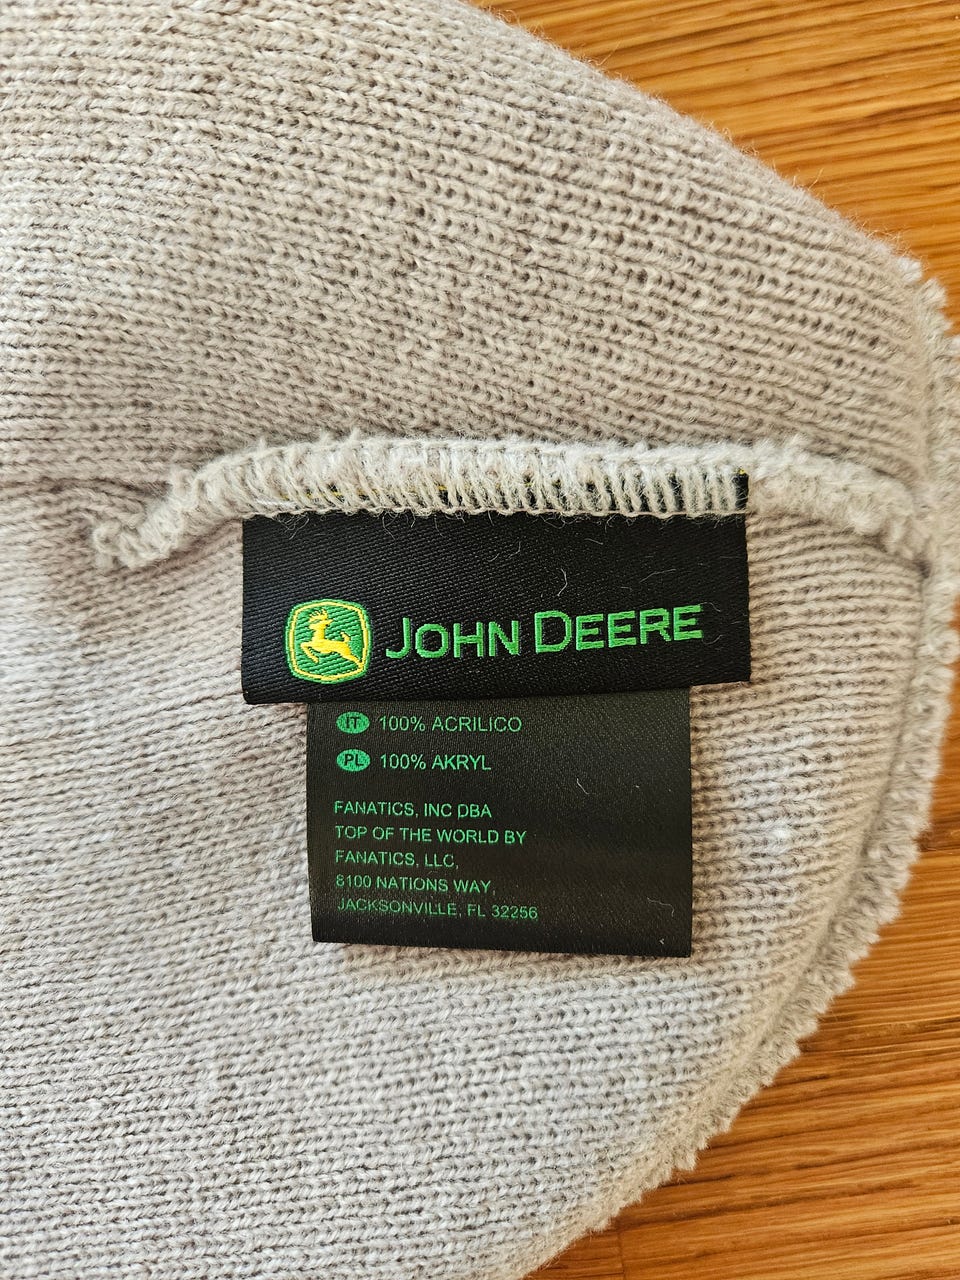 JOHN DEERE
IT 100% ACRILICO
PL 100% AKRYL
FANATICS, INC DBA
TOP OF THE WORLD BY
FANATICS, LLC,
8100 NATIONS WAY,
JACKSONVILLE, FL 32256